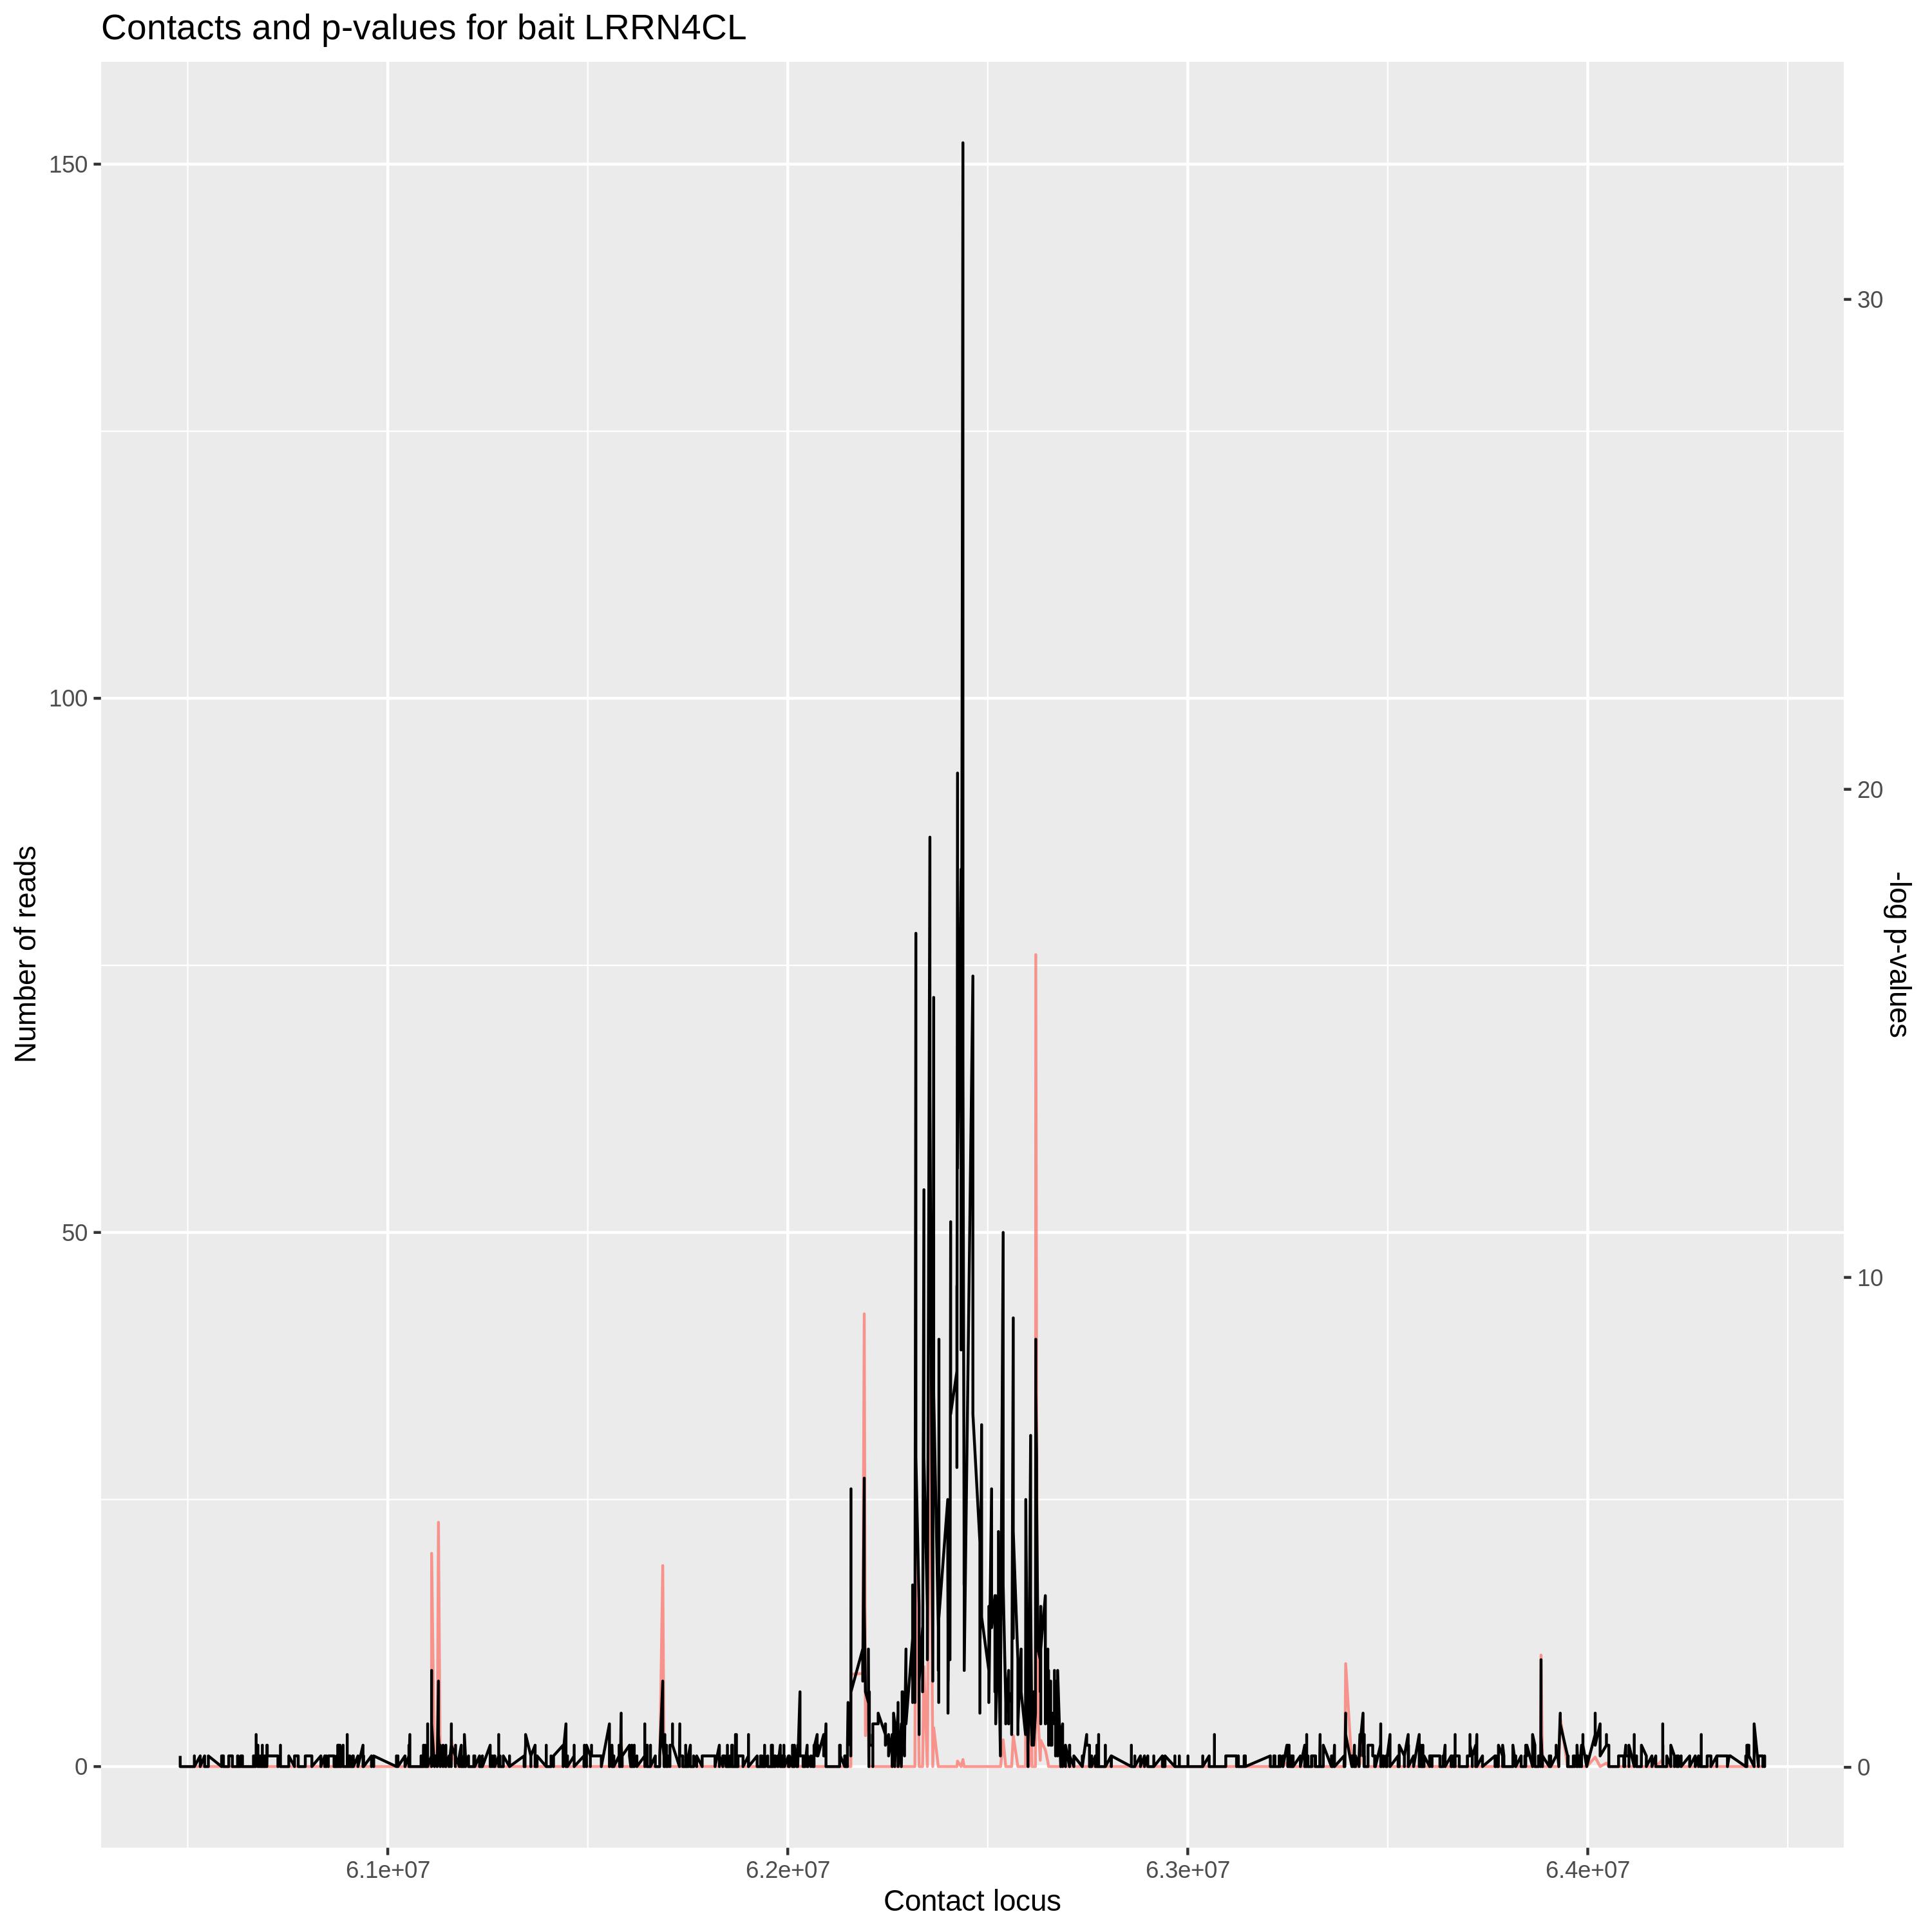 Contacts and p-values for bait LRRN4CL
150
100
50
0
Number of reads
30
20
10
0
-log p-values
6.1e+07
6.2e+07
6.3e+07
6.4e+07
Contact locus